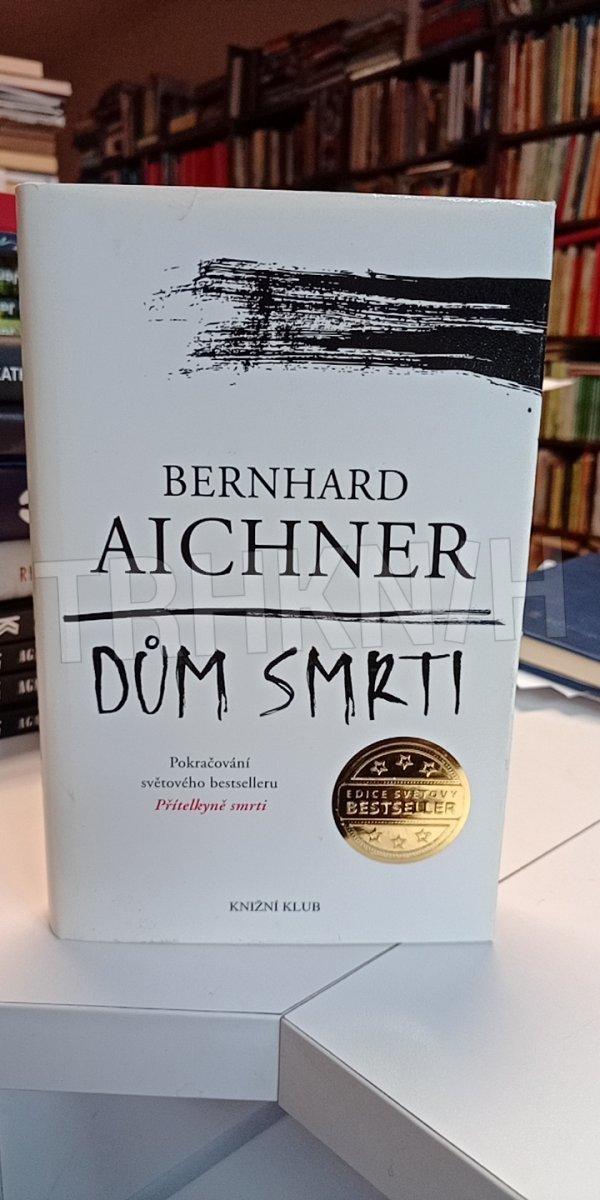 BERNHARD
AICHNER
TRHKNIH
DŮM SMRTI
Pokračování
světového bestselleru
Přítelkyně smrti
EDICE SVĚTOVÝ
BESTSELLER
KNIŽNÍ KLUB